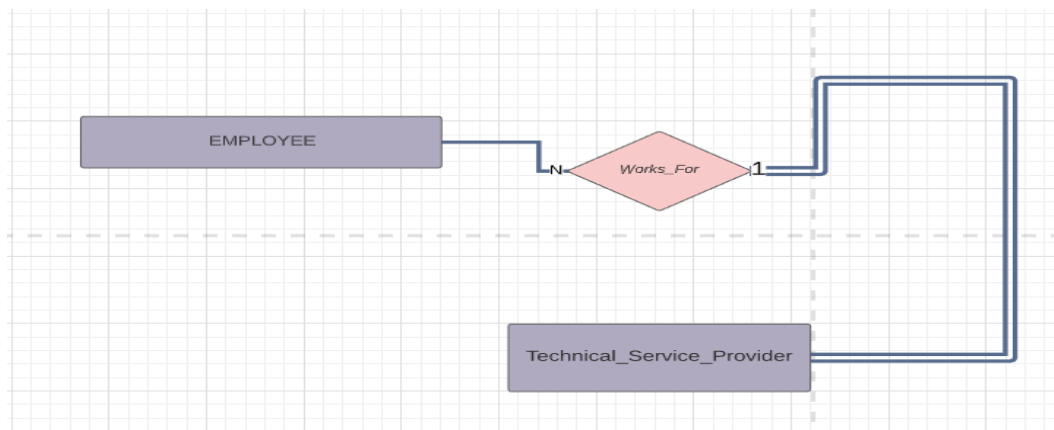 EMPLOYEE
N
Works_For
1
Technical_Service_Provider